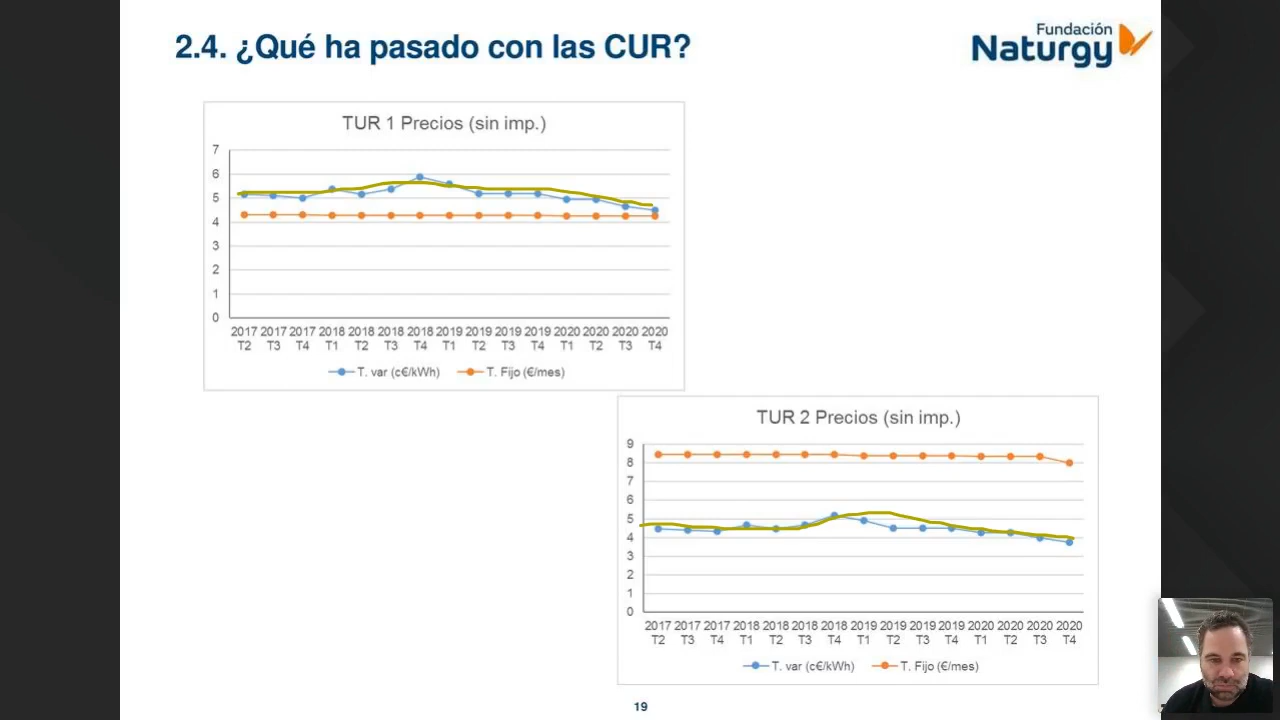 2.4. ¿Qué ha pasado con las CUR?
Fundación
Naturgy
TUR 1 Precios (sin imp.)
7
6
5
4
3
2
1
0
2017 2017 2017 2018 2018 2018 2018 2019 2019 2019 2019 2020 2020 2020 2020
T2 T3 T4 T1 T2 T3 T4 T1 T2 T3 T4 T1 T2 T3 T4
T. var (c€/kWh) T. Fijo (€/mes)
TUR 2 Precios (sin imp.)
9
8
7
6
5
4
3
2
1
0
2017 2017 2017 2018 2018 2018 2018 2019 2019 2019 2019 2020 2020 2020 2020
T2 T3 T4 T1 T2 T3 T4 T1 T2 T3 T4 T1 T2 T3 T4
T. var (c€/kWh) T. Fijo (€/mes)
19